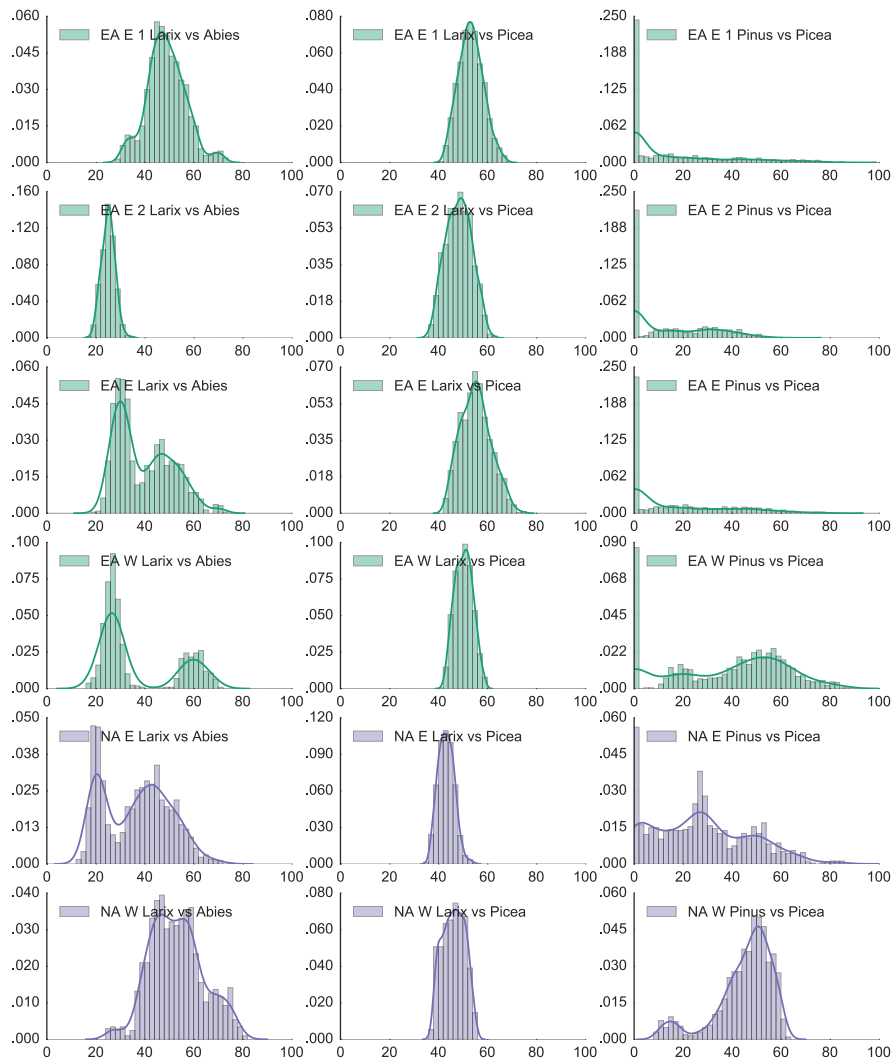 .060 .080 .250
EA E 1 Larix vs Abies EA E 1 Larix vs Picea EA E 1 Pinus vs Picea
.045 .060 .188
.030 .040 .125
.015 .020 .062
.000 .000 .000
0 20 40 60 80 100 0 20 40 60 80 100 0 20 40 60 80 100
.160 .070 .250
EA E 2 Larix vs Abies EA E 2 Larix vs Picea EA E 2 Pinus vs Picea
.120 .053 .188
.080 .035 .125
.040 .018 .062
.000 .000 .000
0 20 40 60 80 100 0 20 40 60 80 100 0 20 40 60 80 100
.060 .070 .250
EA E Larix vs Abies EA E Larix vs Picea EA E Pinus vs Picea
.045 .053 .188
.030 .035 .125
.015 .018 .062
.000 .000 .000
0 20 40 60 80 100 0 20 40 60 80 100 0 20 40 60 80 100
.100 .100 .090
EA W Larix vs Abies EA W Larix vs Picea EA W Pinus vs Picea
.075 .075 .068
.050 .050 .045
.025 .025 .022
.000 .000 .000
0 20 40 60 80 100 0 20 40 60 80 100 0 20 40 60 80 100
.050 .120 .060
NA E Larix vs Abies NA E Larix vs Picea NA E Pinus vs Picea
.038 .090 .045
.025 .060 .030
.013 .030 .015
.000 .000 .000
0 20 40 60 80 100 0 20 40 60 80 100 0 20 40 60 80 100
.040 .080 .060
NA W Larix vs Abies NA W Larix vs Picea NA W Pinus vs Picea
.030 .060 .045
.020 .040 .030
.010 .020 .015
.000 .000 .000
0 20 40 60 80 100 0 20 40 60 80 100 0 20 40 60 80 100